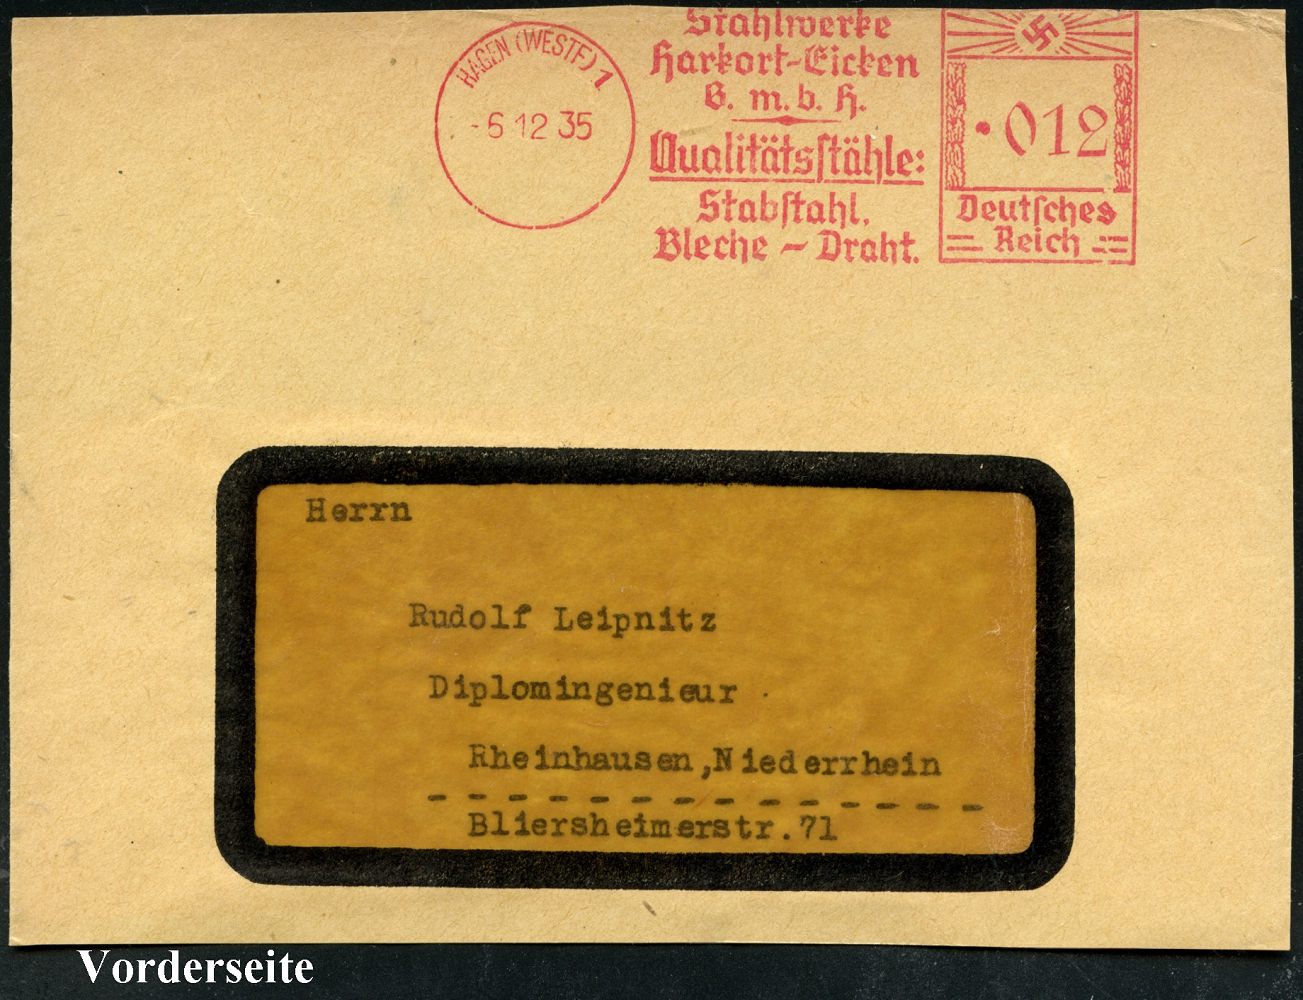 HAGEN (WESTF) 1
-6 12 35
Stahlwerke
Harkort-Eicken
G. m. b. H.
Qualitätsstähle:
Stabstahl.
Bleche - Draht.
012
Deutsches
Reich
Herrn
Rudolf Leipnitz
Diplomingenieur
Rheinhausen,Niederrhein
- - - - - - - - - - - - - -
Bliersheimerstr.71
Vorderseite